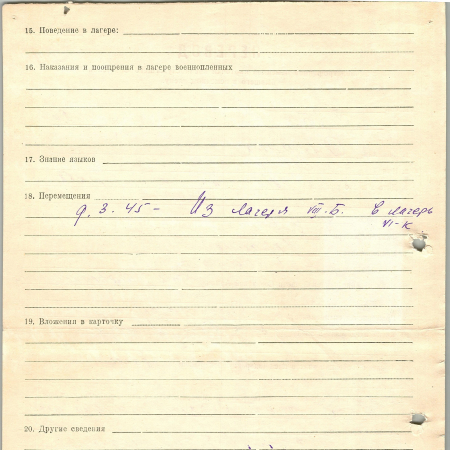 15. Поведение в лагере:
16. Наказания и поощрения в лагере военнопленных
17. Знание языков
18. Перемещения
9. 3. 45 - Из лагеря VIII-Б. в лагерь
VI-К
19. Вложения в карточку
20. Другие сведения